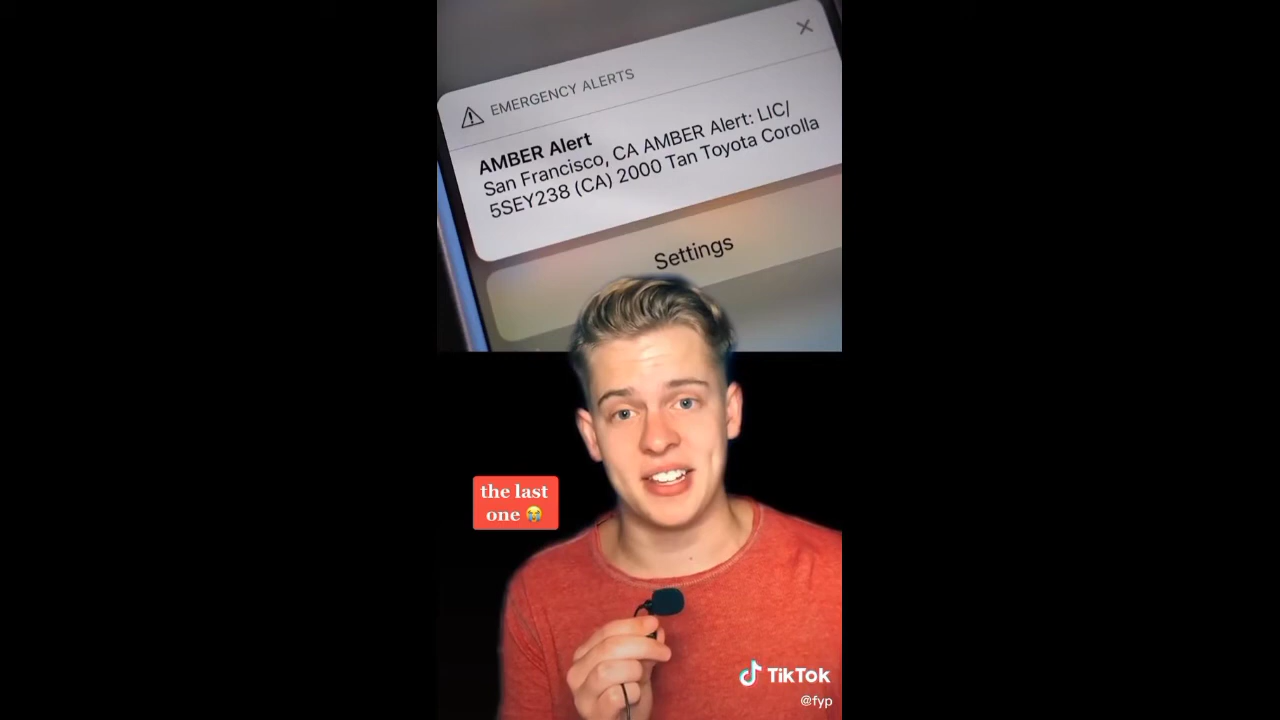 EMERGENCY ALERTS
AMBER Alert
San Francisco, CA AMBER Alert: LIC/
5SEY238 (CA) 2000 Tan Toyota Corolla
Settings
the last
one 😭
TikTok
@fyp